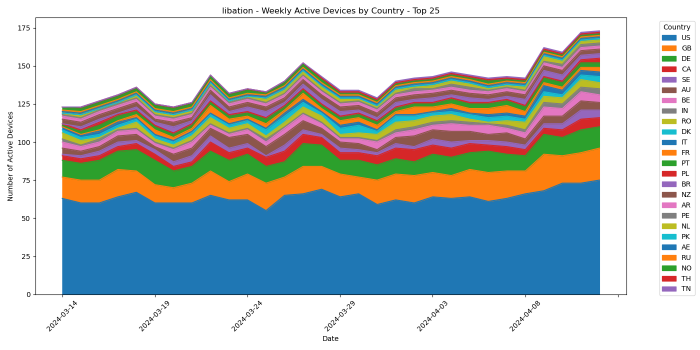 libation - Weekly Active Devices by Country - Top 25
Number of Active Devices
175
150
125
100
75
50
25
0
2024-03-14
2024-03-19
2024-03-24
2024-03-29
2024-04-03
2024-04-08
Date
Country
US
GB
DE
CA
SE
AU
BE
IN
RO
DK
IT
FR
PT
PL
BR
NZ
AR
PE
NL
PK
AE
RU
NO
TH
TN